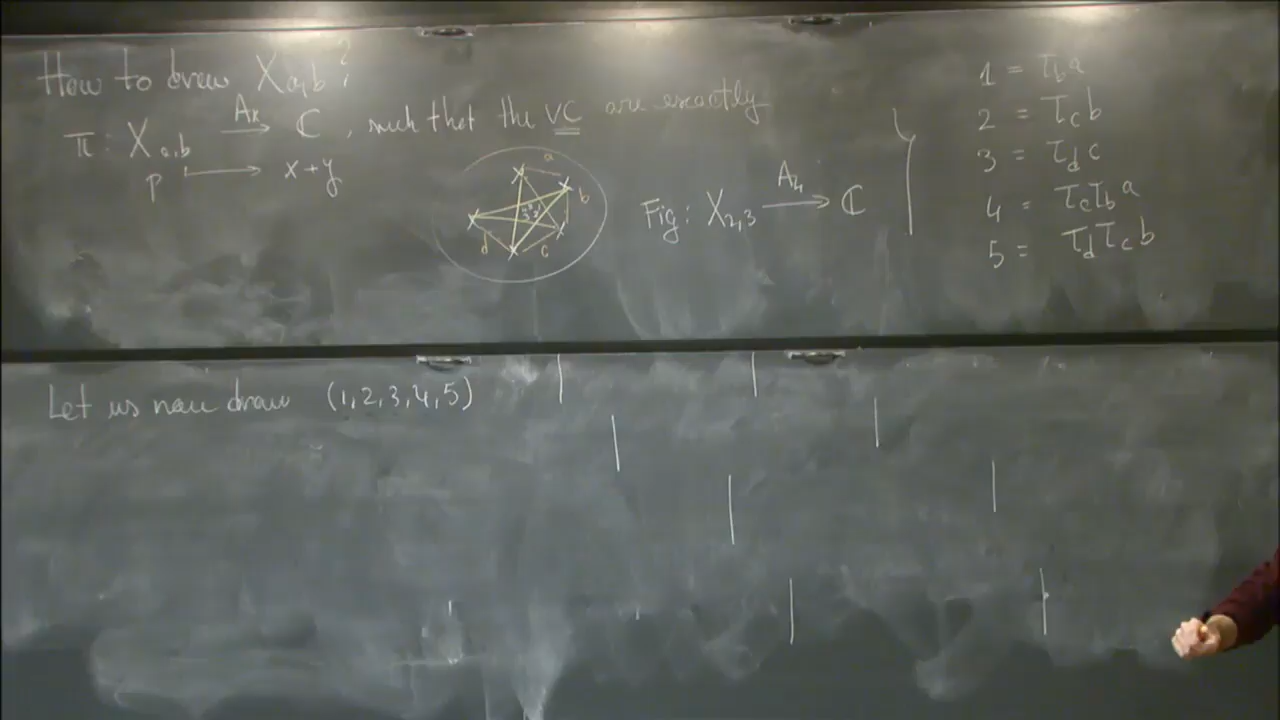 How to draw X_{a,b}?
π : X_{a,b} \xrightarrow{A_k} ℂ, such that the VC are exactly
p ⟼ x + y
a
b
c
d
Fig: X_{2,3} \xrightarrow{A_4} ℂ
1 = τ_b a
2 = τ_c b
3 = τ_d c
4 = τ_c τ_b a
5 = τ_d τ_c b
Let us now draw (1,2,3,4,5)